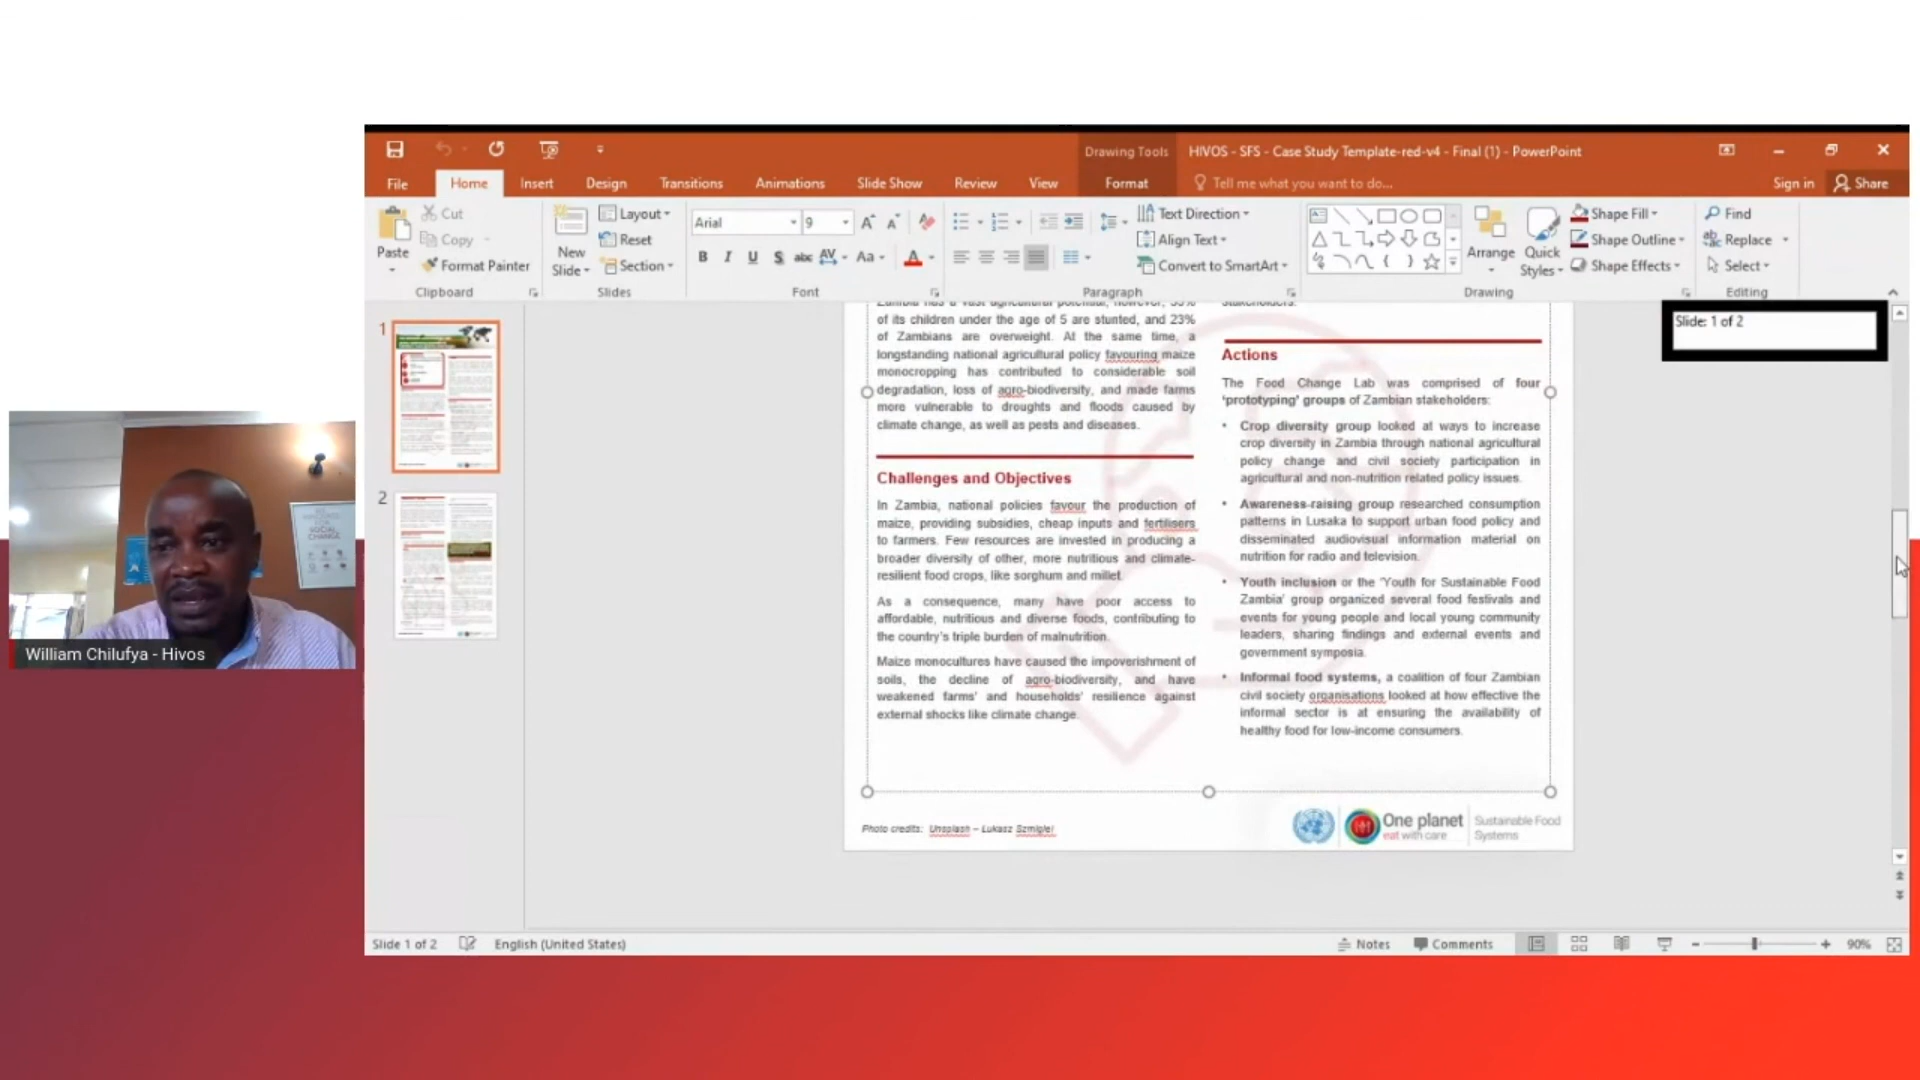 Drawing Tools
HIVOS - SFS - Case Study Template-red-v4 - Final (1) - PowerPoint
File
Home
Insert
Design
Transitions
Animations
Slide Show
Review
View
Format
Tell me what you want to do...
Sign in
Share
Paste
Cut
Copy
Format Painter
Clipboard
New
Slide
Layout
Reset
Section
Slides
Arial
9
Font
Text Direction
Align Text
Convert to SmartArt
Paragraph
Arrange
Quick
Styles
Shape Fill
Shape Outline
Shape Effects
Drawing
Find
Replace
Select
Editing
1
2
Slide: 1 of 2
of its children under the age of 5 are stunted, and 23%
of Zambians are overweight. At the same time, a
longstanding national agricultural policy favouring maize
monocropping has contributed to considerable soil
degradation, loss of agro-biodiversity, and made farms
more vulnerable to droughts and floods caused by
climate change, as well as pests and diseases.
Challenges and Objectives
In Zambia, national policies favour the production of
maize, providing subsidies, cheap inputs and fertilisers
to farmers. Few resources are invested in producing a
broader diversity of other, more nutritious and climate-
resilient food crops, like sorghum and millet.
As a consequence, many have poor access to
affordable, nutritious and diverse foods, contributing to
the country's triple burden of malnutrition.
Maize monocultures have caused the impoverishment of
soils, the decline of agro-biodiversity, and have
weakened farms' and households' resilience against
external shocks like climate change.
Photo credits: Unsplash – Lukasz Szmigiel
stakeholders.
Actions
The Food Change Lab was comprised of four
'prototyping' groups of Zambian stakeholders:
• Crop diversity group looked at ways to increase
crop diversity in Zambia through national agricultural
policy change and civil society participation in
agricultural and non-nutrition related policy issues.
• Awareness-raising group researched consumption
patterns in Lusaka to support urban food policy and
disseminated audiovisual information material on
nutrition for radio and television.
• Youth inclusion or the 'Youth for Sustainable Food
Zambia' group organized several food festivals and
events for young people and local young community
leaders, sharing findings and external events and
government symposia.
• Informal food systems, a coalition of four Zambian
civil society organisations looked at how effective the
informal sector is at ensuring the availability of
healthy food for low-income consumers.
One planet
eat with care
Sustainable Food
Systems
SOCIAL
CHANGE
William Chilufya - Hivos
Slide 1 of 2
English (United States)
Notes
Comments
90%